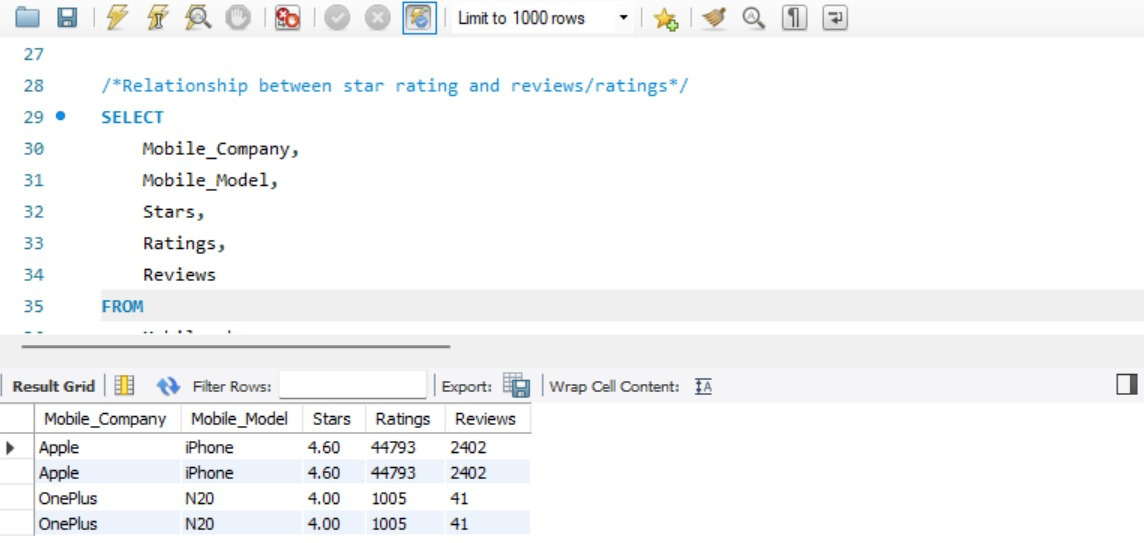 Limit to 1000 rows
27
28 /*Relationship between star rating and reviews/ratings*/
29 SELECT
30 Mobile_Company,
31 Mobile_Model,
32 Stars,
33 Ratings,
34 Reviews
35 FROM
Result Grid Filter Rows: Export: Wrap Cell Content:
Mobile_Company Mobile_Model Stars Ratings Reviews
Apple iPhone 4.60 44793 2402
Apple iPhone 4.60 44793 2402
OnePlus N20 4.00 1005 41
OnePlus N20 4.00 1005 41